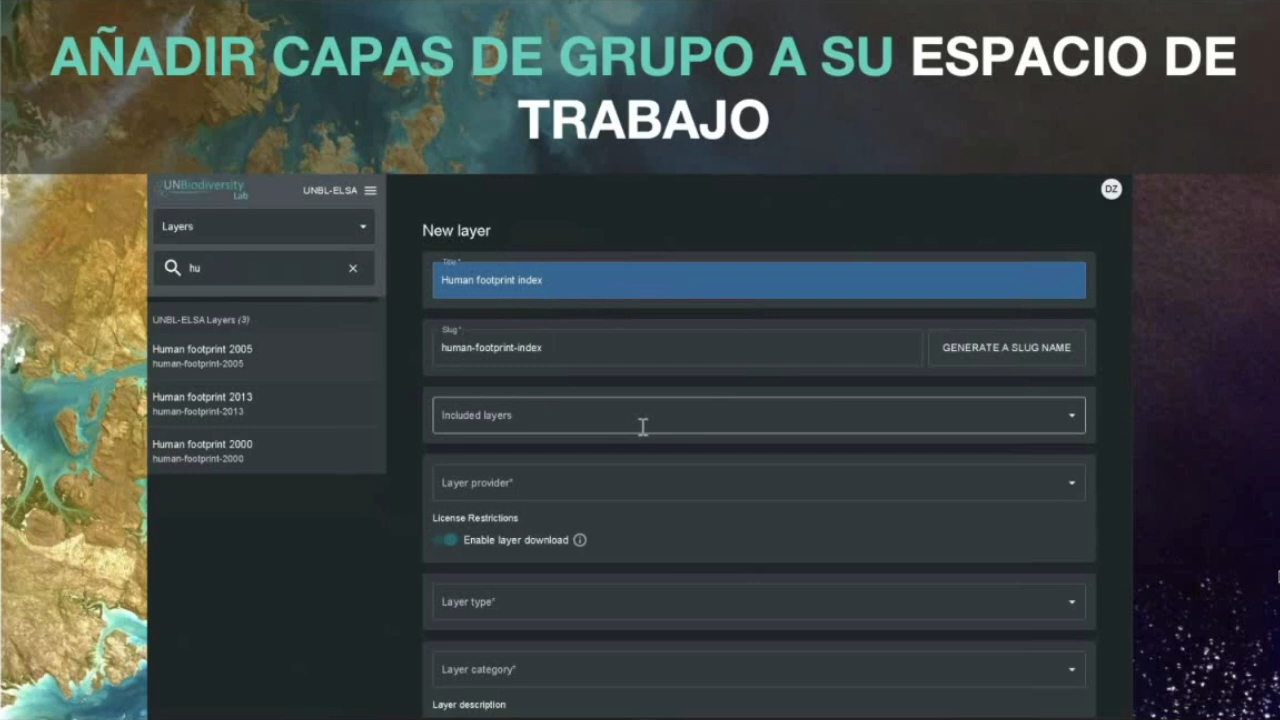 AÑADIR CAPAS DE GRUPO A SU ESPACIO DE
TRABAJO
UNBiodiversity
Lab
UNBL-ELSA
DZ
Layers
hu
UNBL-ELSA Layers (3)
Human footprint 2005
human-footprint-2005
Human footprint 2013
human-footprint-2013
Human footprint 2000
human-footprint-2000
New layer
Title*
Human footprint index
Slug*
human-footprint-index
GENERATE A SLUG NAME
Included layers
Layer provider*
License Restrictions
Enable layer download
Layer type*
Layer category*
Layer description